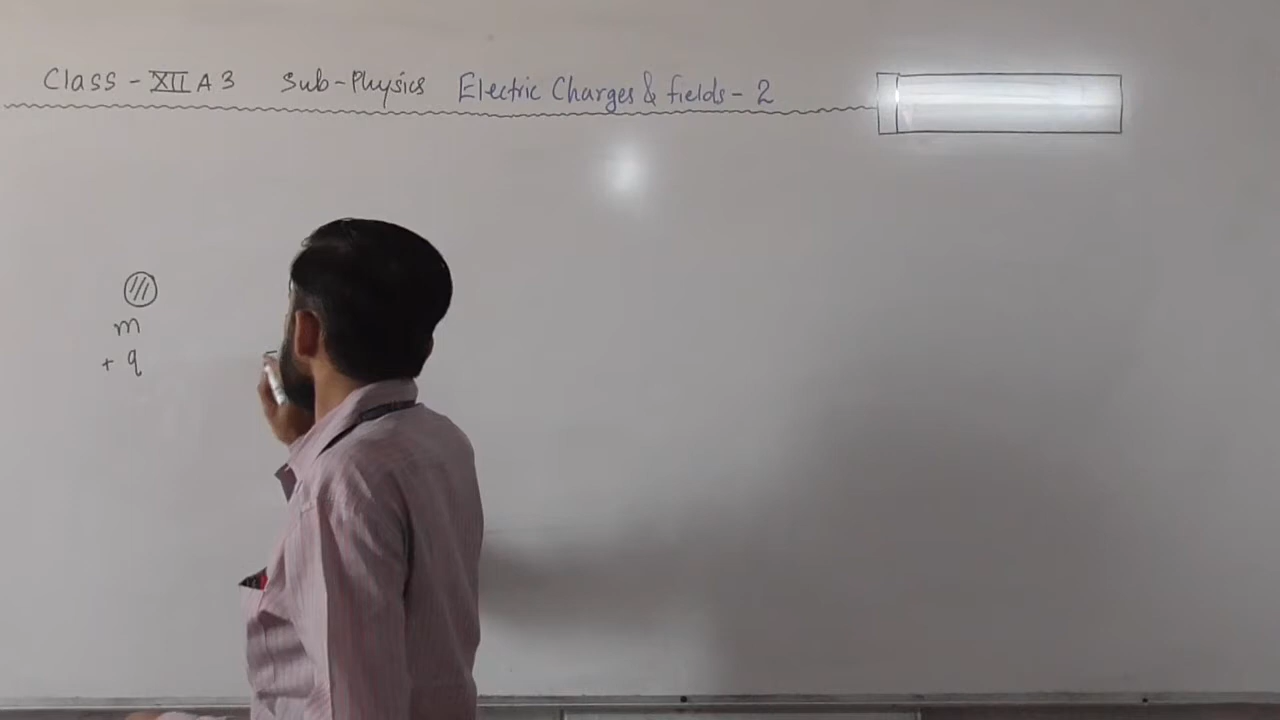 Class - XII A 3 Sub-Physics Electric Charges & fields - 2
m
+ q